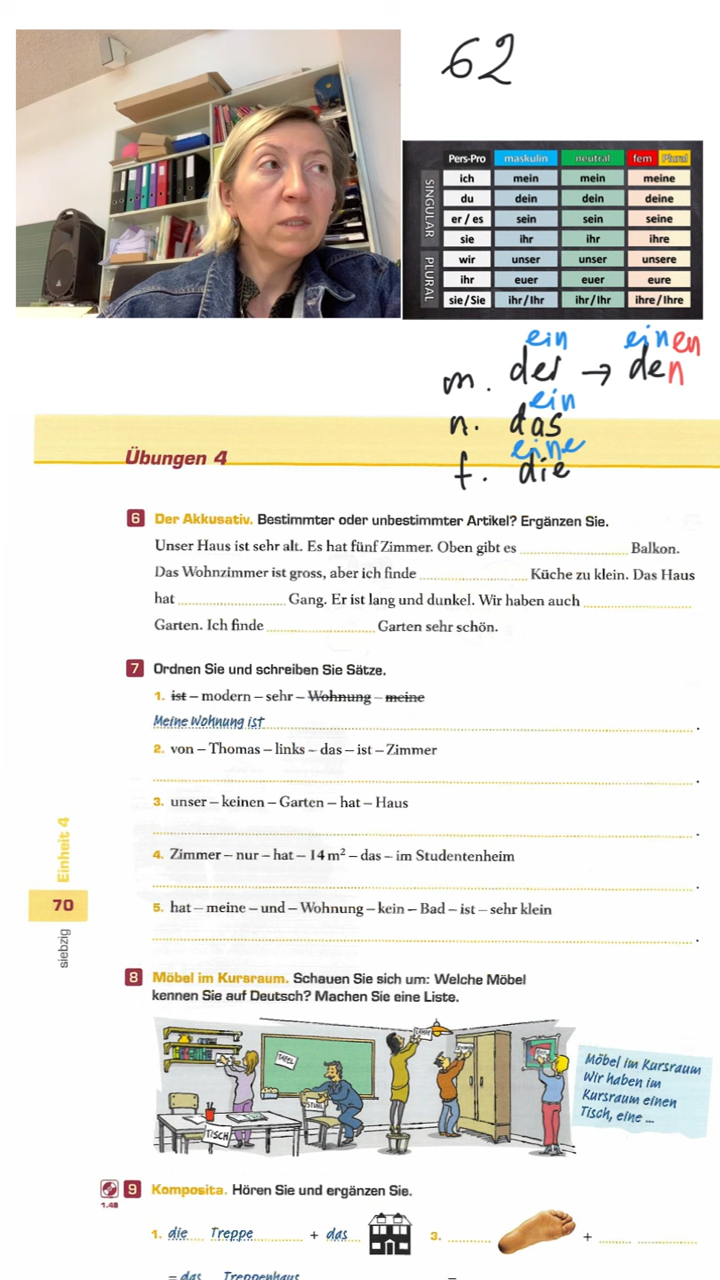 62
Pers-Pro maskulin neutral fem Plural
SINGULAR
ich mein mein meine
du dein dein deine
er / es sein sein seine
sie ihr ihr ihre
PLURAL
wir unser unser unsere
ihr euer euer eure
sie / Sie ihr / Ihr ihr / Ihr ihre / Ihre
ein einen
m. der → den
ein
n. das
eine
f. die
Übungen 4
6 Der Akkusativ. Bestimmter oder unbestimmter Artikel? Ergänzen Sie.
Unser Haus ist sehr alt. Es hat fünf Zimmer. Oben gibt es Balkon.
Das Wohnzimmer ist gross, aber ich finde Küche zu klein. Das Haus
hat Gang. Er ist lang und dunkel. Wir haben auch
Garten. Ich finde Garten sehr schön.
7 Ordnen Sie und schreiben Sie Sätze.
1. ist – modern – sehr – Wohnung – meine
Meine Wohnung ist .
2. von – Thomas – links – das – ist – Zimmer
.
3. unser – keinen – Garten – hat – Haus
.
4. Zimmer – nur – hat – 14 m² – das – im Studentenheim
.
5. hat – meine – und – Wohnung – kein – Bad – ist – sehr klein
.
Einheit 4
70
siebzig
8 Möbel im Kursraum. Schauen Sie sich um: Welche Möbel
kennen Sie auf Deutsch? Machen Sie eine Liste.
TAFEL
STUHL
TISCH
Möbel im Kursraum
Wir haben im
Kursraum einen
Tisch, eine ...
9 Komposita. Hören Sie und ergänzen Sie.
1.48
1. die Treppe + das 3. +
= das Treppenhaus =